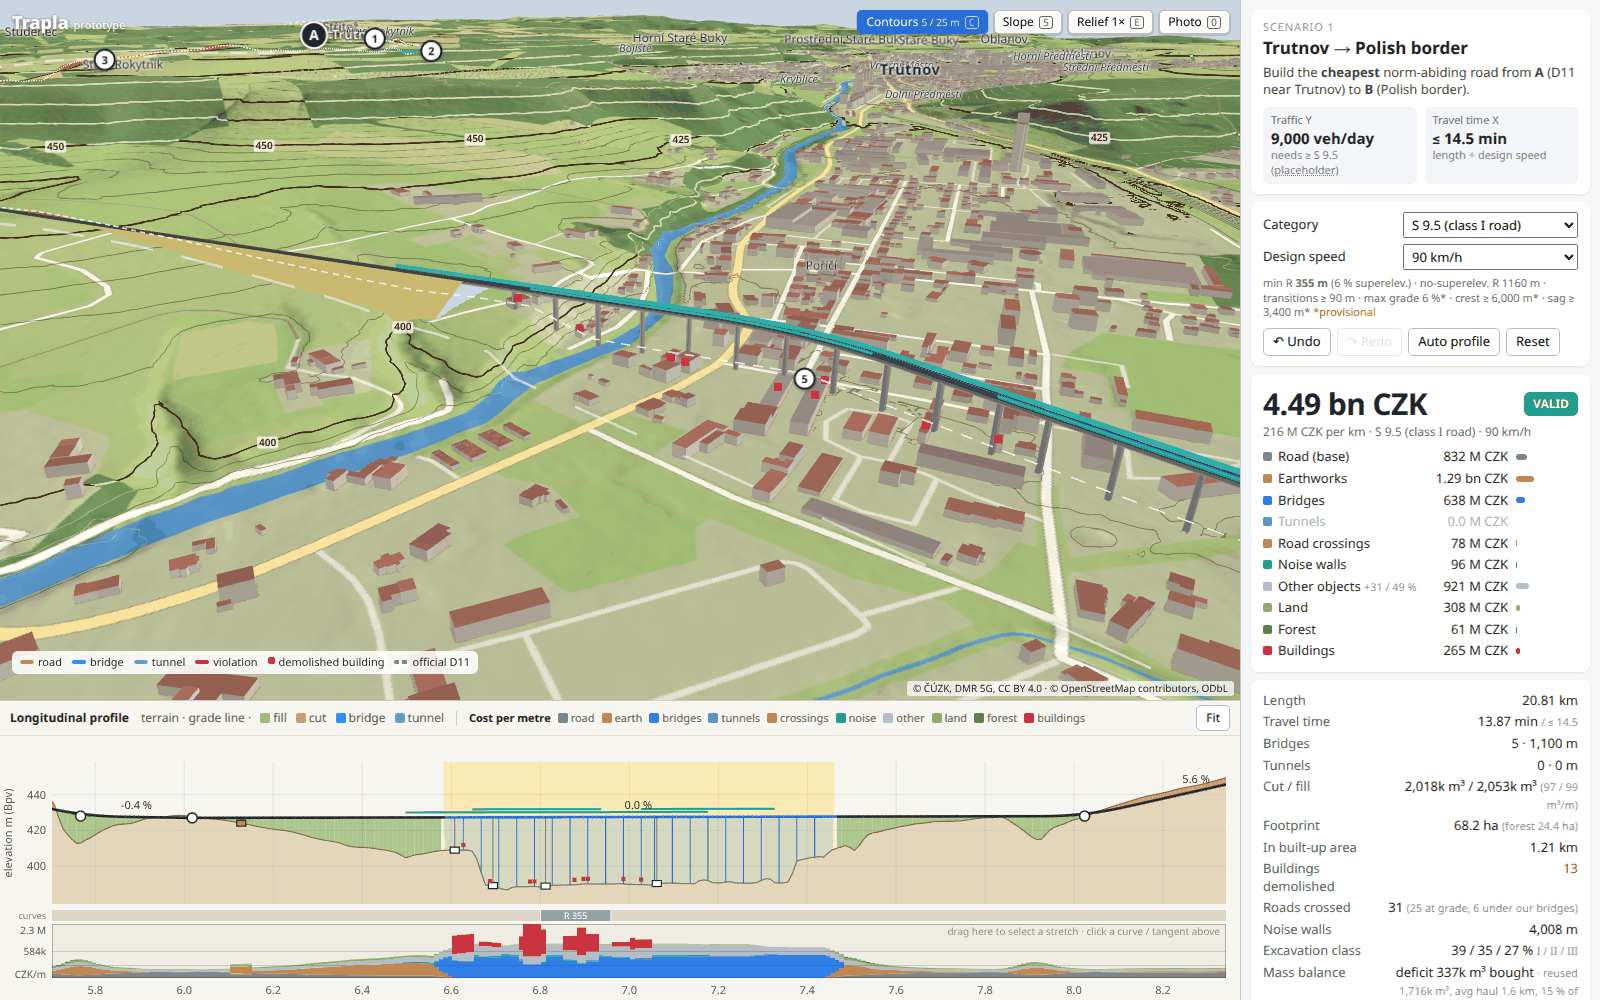 Trapla prototype
Contours 5 / 25 m C
Slope S
Relief 1× E
Photo 0
A
1
2
3
Horní Staré Buky
Bojiště
Oblanov
Trutnov
Kryblice
Dolní Předměstí
Střední Předměstí
450
450
450
425
425
Poříčí
400
400
5
road
bridge
tunnel
violation
demolished building
official D11
© ČÚZK, DMR 5G, CC BY 4.0 · © OpenStreetMap contributors, ODbL
Longitudinal profile terrain · grade line · fill cut bridge tunnel Cost per metre road earth bridges tunnels crossings noise other land forest buildings
Fit
elevation m (Bpv)
440
420
400
-0.4 %
0.0 %
5.6 %
curves
R 355
2.3 M
584k
CZK/m
drag here to select a stretch · click a curve / tangent above
5.8 6.0 6.2 6.4 6.6 6.8 7.0 7.2 7.4 7.6 7.8 8.0 8.2
SCENARIO 1
Trutnov → Polish border
Build the cheapest norm-abiding road from A (D11
near Trutnov) to B (Polish border).
Traffic Y
9,000 veh/day
needs ≥ S 9.5
(placeholder)
Travel time X
≤ 14.5 min
length ÷ design speed
Category S 9.5 (class I road)
Design speed 90 km/h
min R 355 m (6 % superelev.) · no-superelev. R 1160 m ·
transitions ≥ 90 m · max grade 6 %* · crest ≥ 6,000 m* · sag ≥
3,400 m* *provisional
↶ Undo
↷ Redo
Auto profile
Reset
4.49 bn CZK VALID
216 M CZK per km · S 9.5 (class I road) · 90 km/h
Road (base) 832 M CZK
Earthworks 1.29 bn CZK
Bridges 638 M CZK
Tunnels 0.0 M CZK
Road crossings 78 M CZK
Noise walls 96 M CZK
Other objects +31 / 49 % 921 M CZK
Land 308 M CZK
Forest 61 M CZK
Buildings 265 M CZK
Length 20.81 km
Travel time 13.87 min / ≤ 14.5
Bridges 5 · 1,100 m
Tunnels 0 · 0 m
Cut / fill 2,018k m³ / 2,053k m³ (97 / 99
m³/m)
Footprint 68.2 ha (forest 24.4 ha)
In built-up area 1.21 km
Buildings
demolished 13
Roads crossed 31 (25 at grade, 6 under our bridges)
Noise walls 4,008 m
Excavation class 39 / 35 / 27 % I / II / III
Mass balance deficit 337k m³ bought · reused
1,716k m³, avg haul 1.6 km, 15 % of